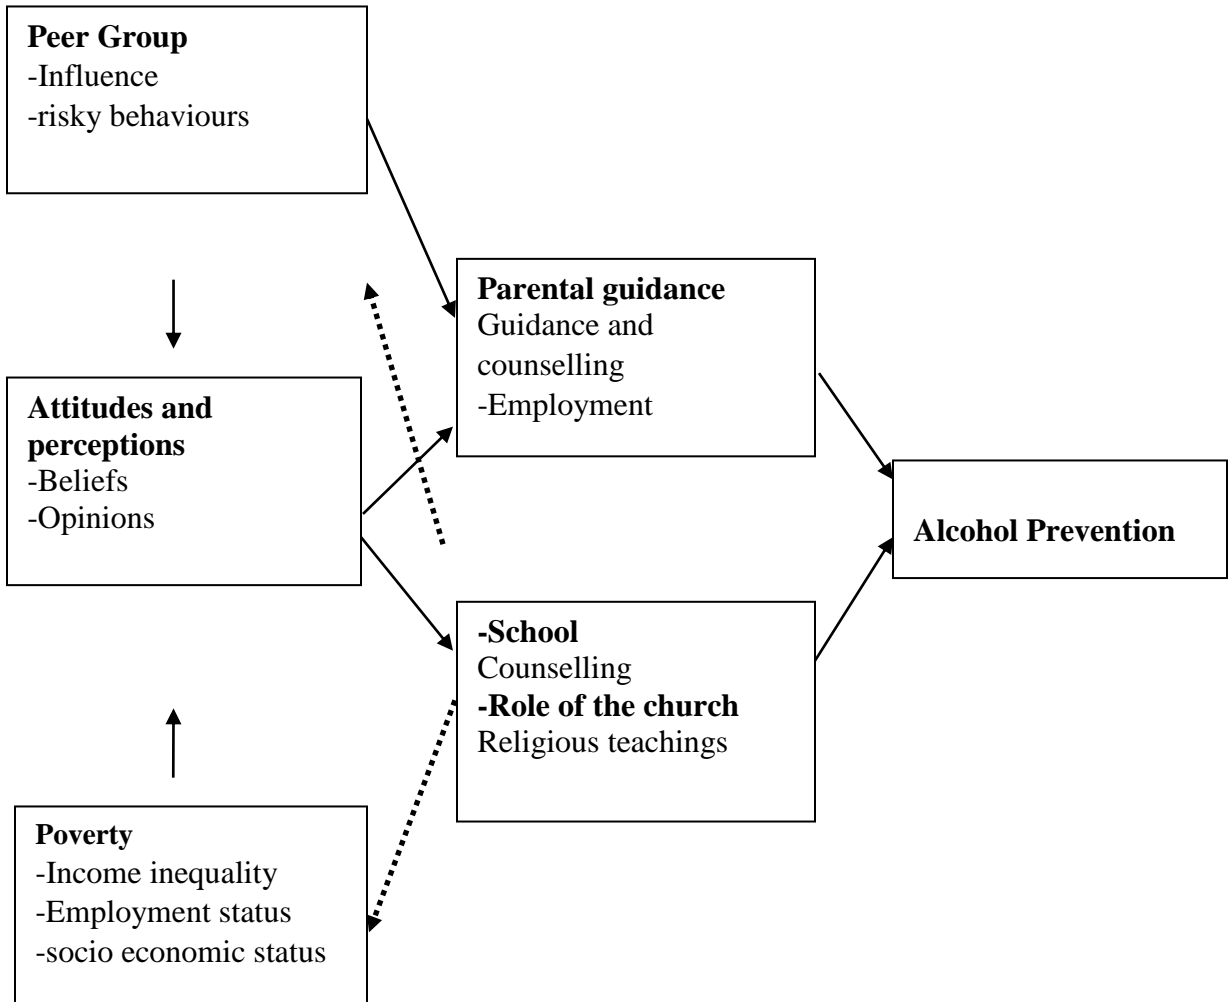 Peer Group
-Influence
-risky behaviours
Parental guidance
Guidance and
counselling
-Employment
Attitudes and
perceptions
-Beliefs
-Opinions
Alcohol Prevention
-School
Counselling
-Role of the church
Religious teachings
Poverty
-Income inequality
-Employment status
-socio economic status